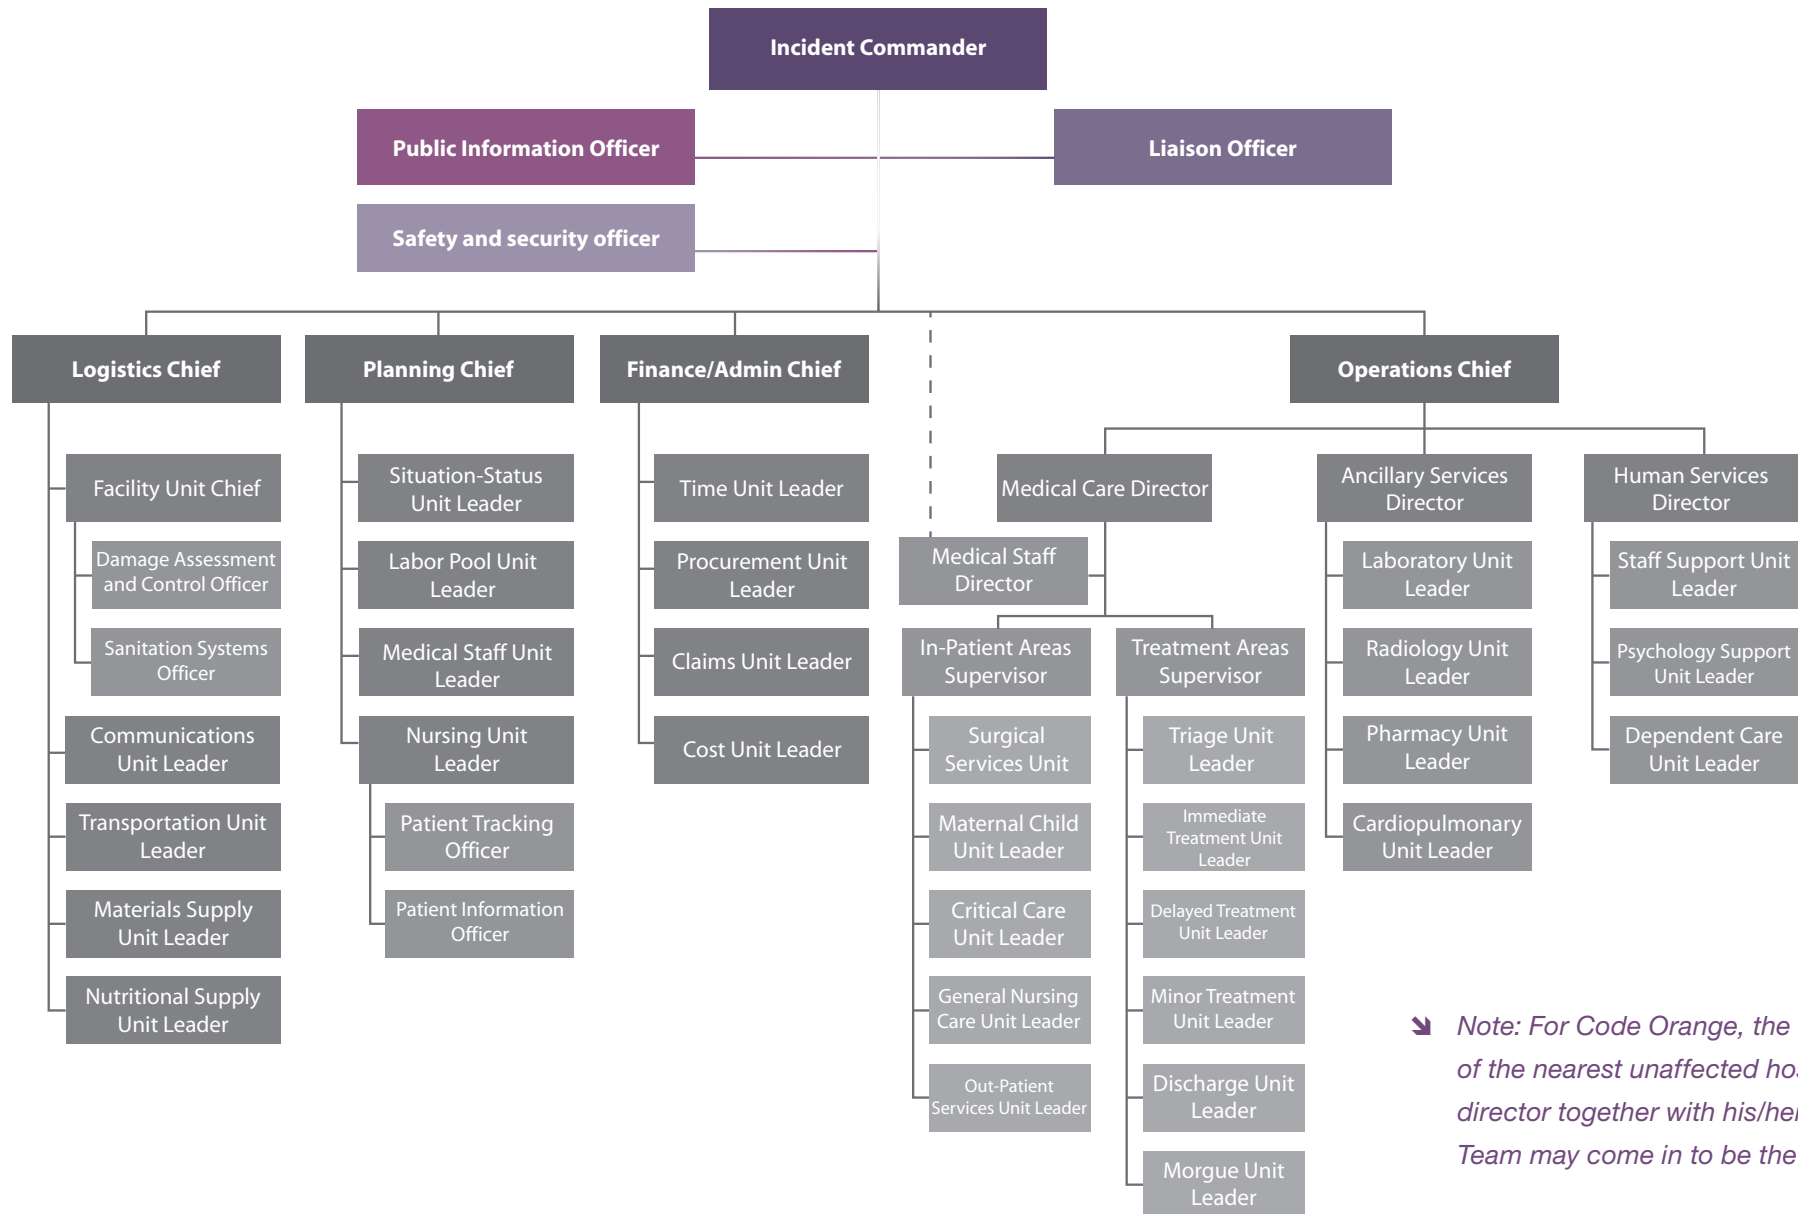 Incident Commander
Public Information Officer
Liaison Officer
Safety and security officer
Logistics Chief
Planning Chief
Finance/Admin Chief
Operations Chief
Facility Unit Chief
Damage Assessment
and Control Officer
Sanitation Systems
Officer
Communications
Unit Leader
Transportation Unit
Leader
Materials Supply
Unit Leader
Nutritional Supply
Unit Leader
Situation-Status
Unit Leader
Labor Pool Unit
Leader
Medical Staff Unit
Leader
Nursing Unit
Leader
Patient Tracking
Officer
Patient Information
Officer
Time Unit Leader
Procurement Unit
Leader
Claims Unit Leader
Cost Unit Leader
Medical Care Director
Medical Staff
Director
In-Patient Areas
Supervisor
Surgical
Services Unit
Maternal Child
Unit Leader
Critical Care
Unit Leader
General Nursing
Care Unit Leader
Out-Patient
Services Unit Leader
Treatment Areas
Supervisor
Triage Unit
Leader
Immediate
Treatment Unit
Leader
Delayed Treatment
Unit Leader
Minor Treatment
Unit Leader
Discharge Unit
Leader
Morgue Unit
Leader
Ancillary Services
Director
Laboratory Unit
Leader
Radiology Unit
Leader
Pharmacy Unit
Leader
Cardiopulmonary
Unit Leader
Human Services
Director
Staff Support Unit
Leader
Psychology Support
Unit Leader
Dependent Care
Unit Leader
Note: For Code Orange, the
of the nearest unaffected
director together with
Team may come in to be the